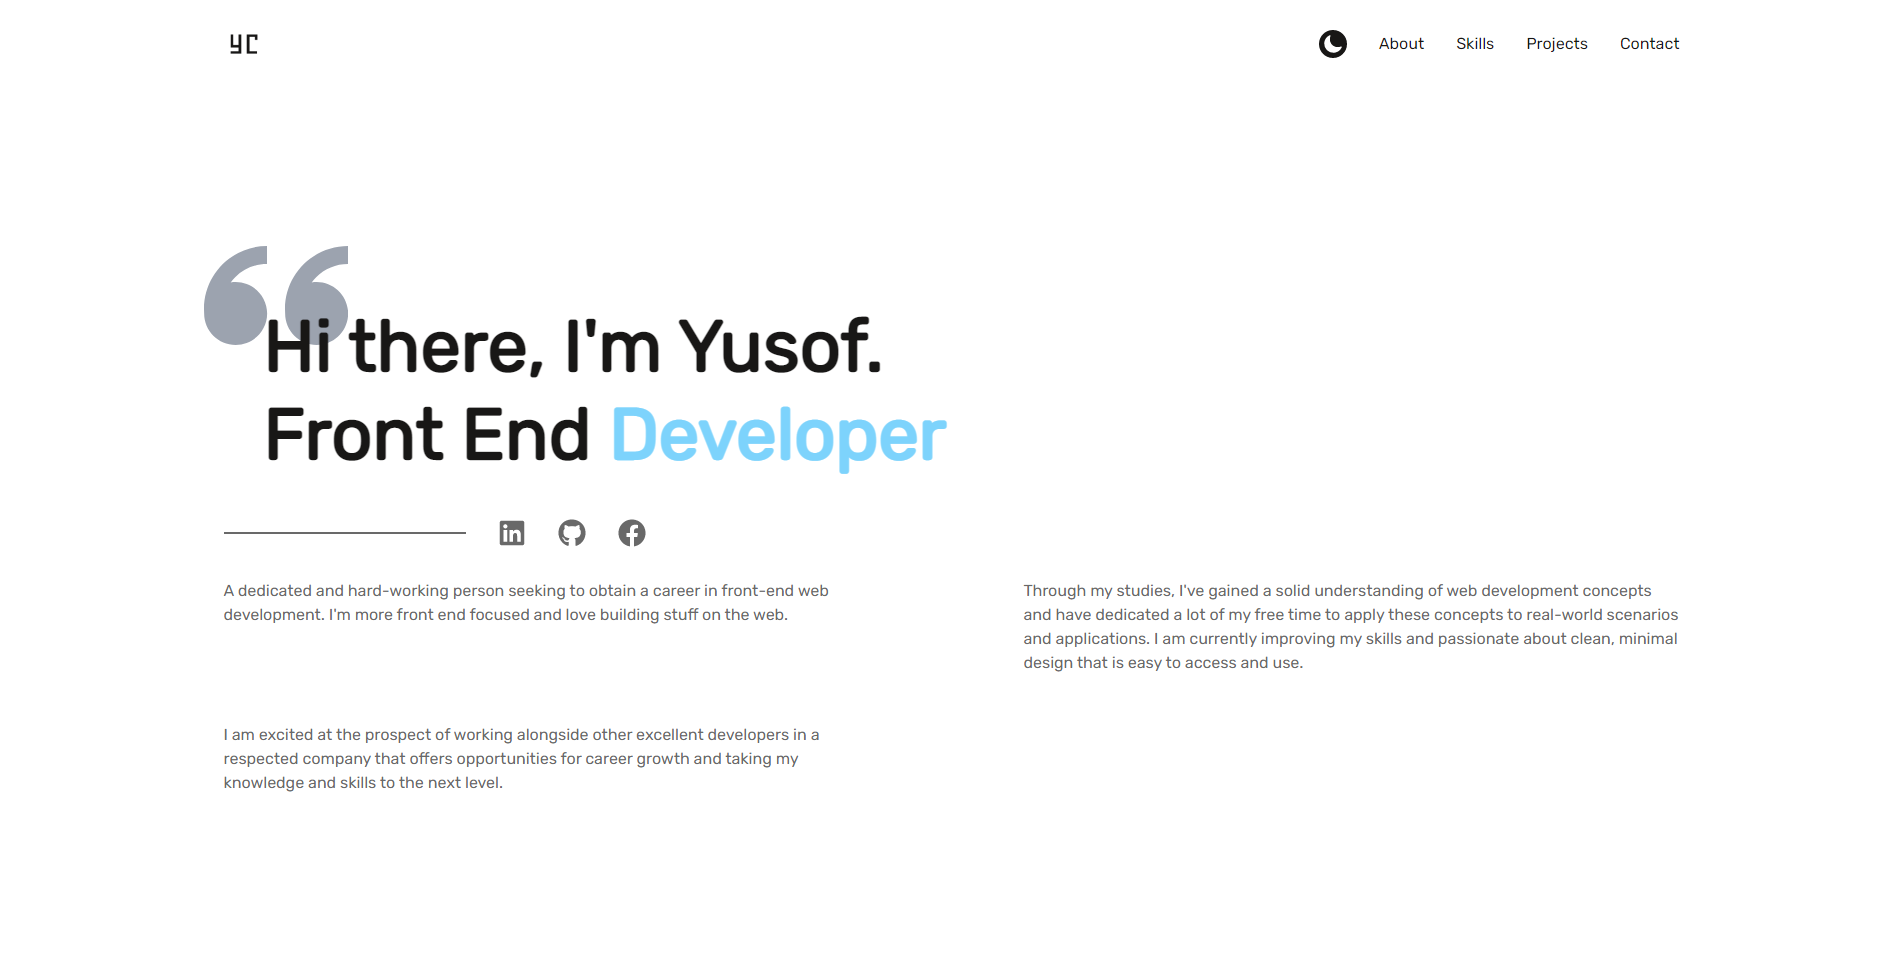 YC
About Skills Projects Contact
“
Hi there, I'm Yusof.
Front End Developer
in
A dedicated and hard-working person seeking to obtain a career in front-end web
development. I'm more front end focused and love building stuff on the web.
Through my studies, I've gained a solid understanding of web development concepts
and have dedicated a lot of my free time to apply these concepts to real-world scenarios
and applications. I am currently improving my skills and passionate about clean, minimal
design that is easy to access and use.
I am excited at the prospect of working alongside other excellent developers in a
respected company that offers opportunities for career growth and taking my
knowledge and skills to the next level.